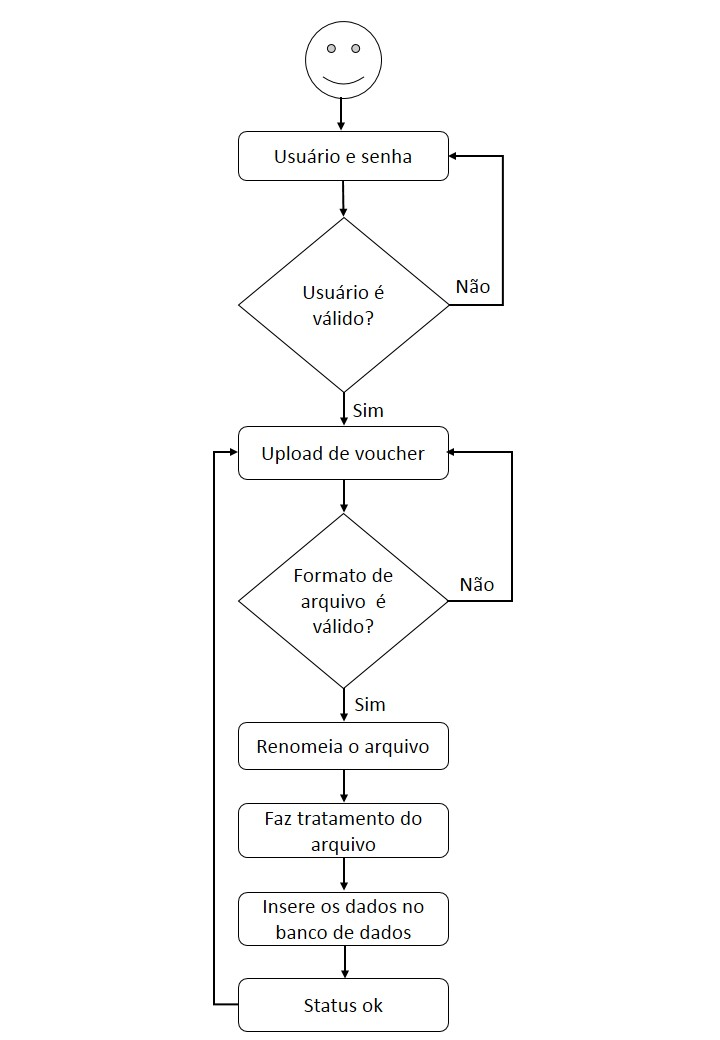 Usuário e senha
Não
Usuário é
válido?
Sim
Upload de voucher
Não
Formato de
arquivo é
válido?
Sim
Renomeia o arquivo
Faz tratamento do
arquivo
Insere os dados no
banco de dados
Status ok